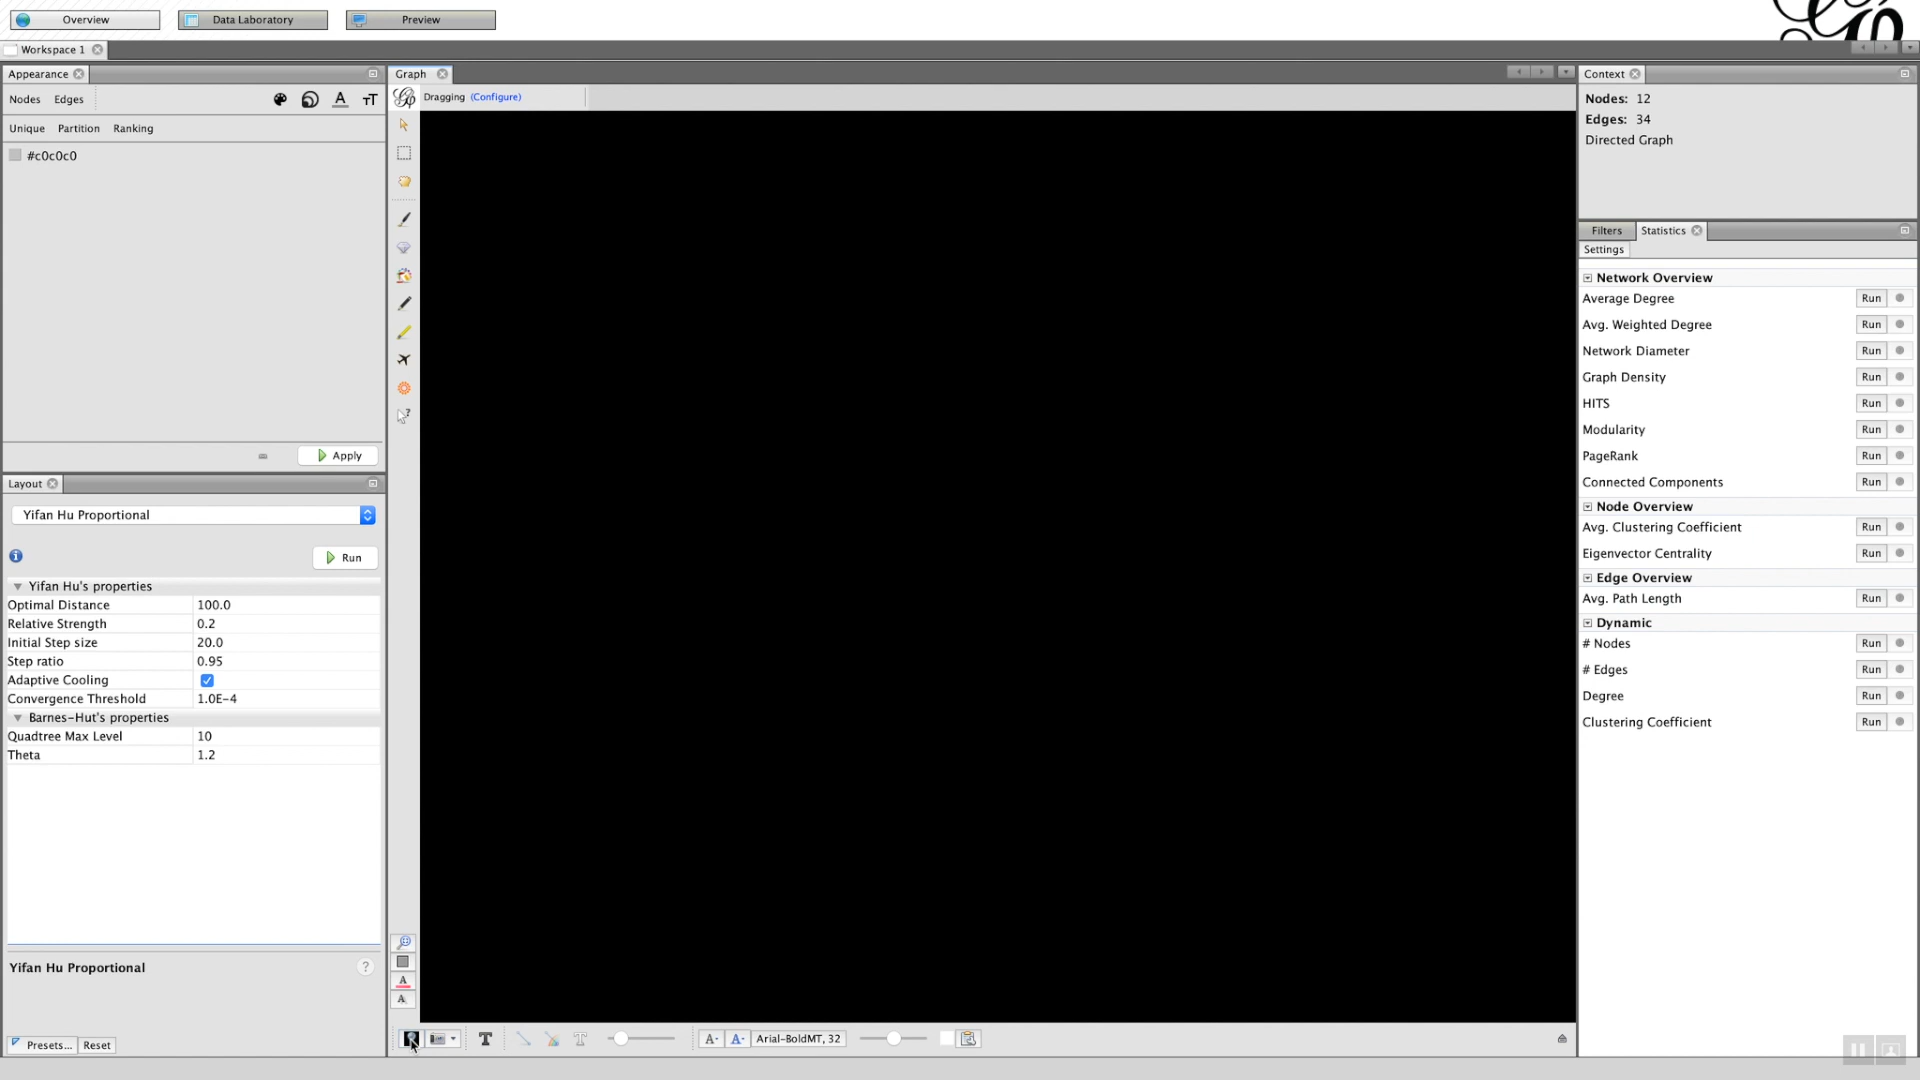 Overview
Data Laboratory
Preview
Workspace 1
Appearance
Nodes Edges
A TT
Unique Partition Ranking
#c0c0c0
Apply
Layout
Yifan Hu Proportional
Run
Yifan Hu's properties
Optimal Distance 100.0
Relative Strength 0.2
Initial Step size 20.0
Step ratio 0.95
Adaptive Cooling
Convergence Threshold 1.0E-4
Barnes-Hut's properties
Quadtree Max Level 10
Theta 1.2
Yifan Hu Proportional
?
Presets... Reset
Graph
Dragging (Configure)
?
A
A
T T A- A- Arial-BoldMT, 32
Context
Nodes: 12
Edges: 34
Directed Graph
Filters Statistics
Settings
Network Overview
Average Degree Run
Avg. Weighted Degree Run
Network Diameter Run
Graph Density Run
HITS Run
Modularity Run
PageRank Run
Connected Components Run
Node Overview
Avg. Clustering Coefficient Run
Eigenvector Centrality Run
Edge Overview
Avg. Path Length Run
Dynamic
# Nodes Run
# Edges Run
Degree Run
Clustering Coefficient Run